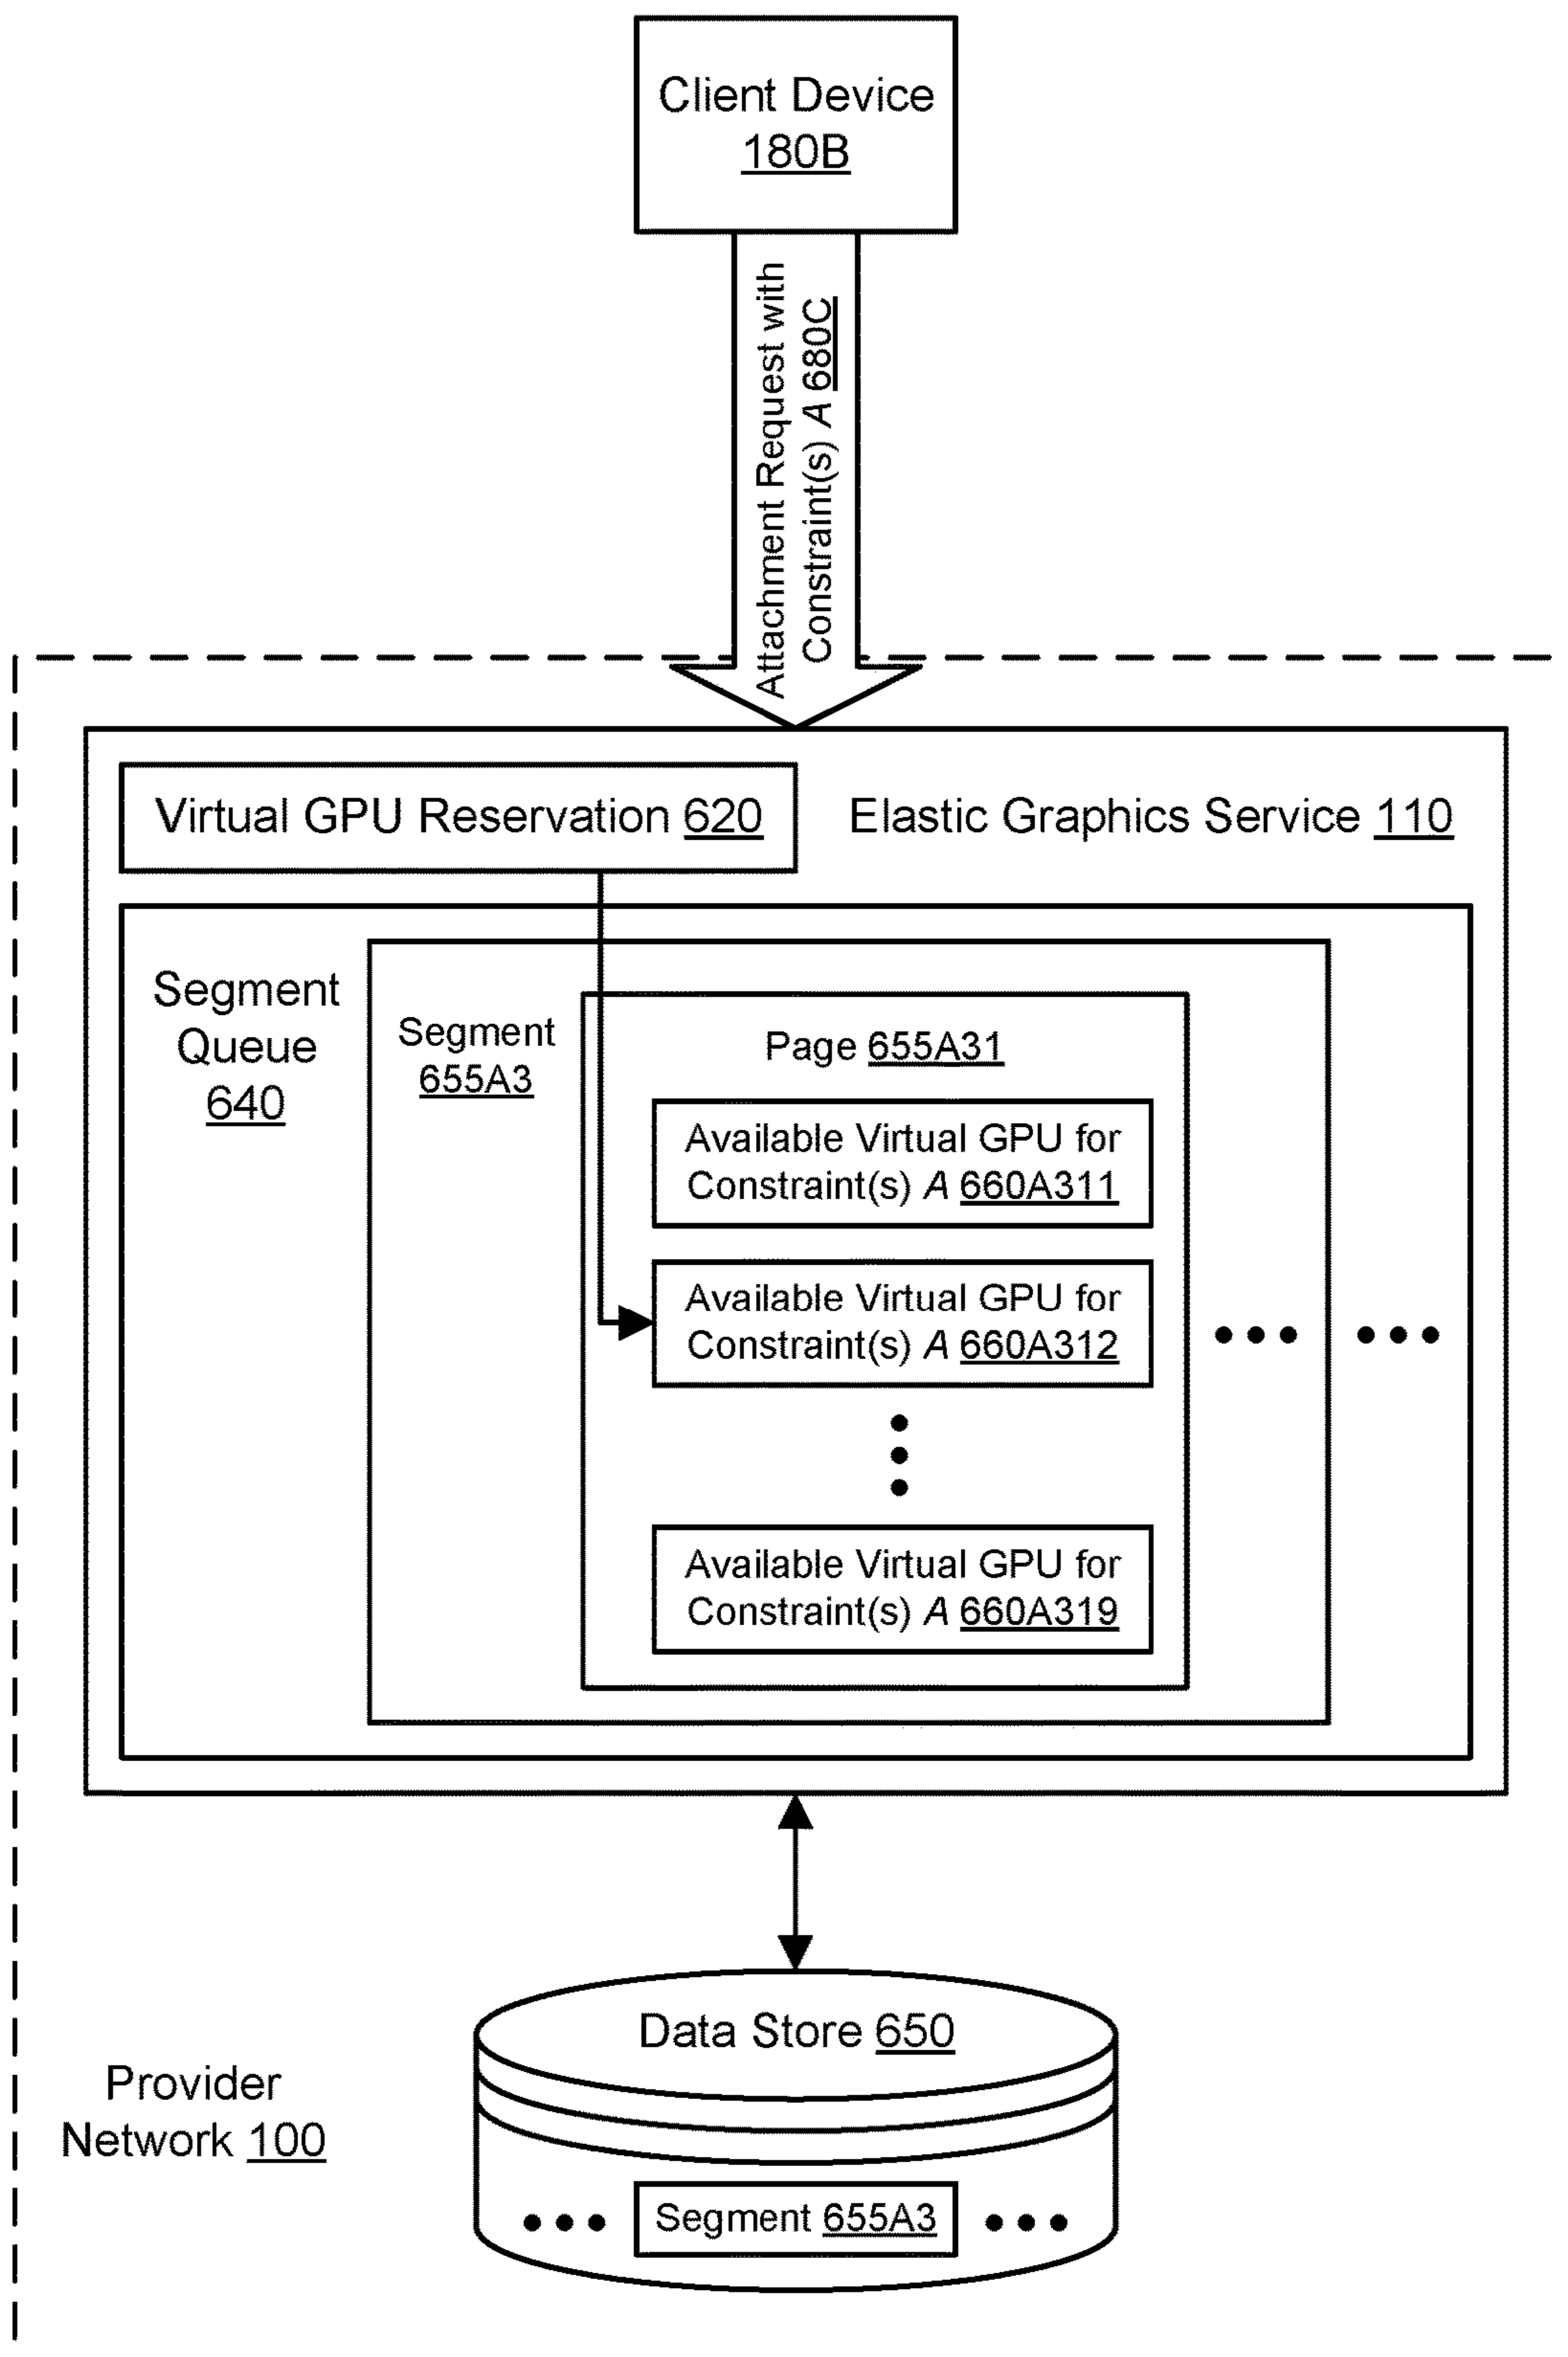 Client Device
180B
Attachment Request with
Constraint(s) A 680C
Virtual GPU Reservation 620
Elastic Graphics Service 110
Segment
Queue
640
Segment
655A3
Page 655A31
Available Virtual GPU for
Constraint(s) A 660A311
Available Virtual GPU for
Constraint(s) A 660A312
Available Virtual GPU for
Constraint(s) A 660A319
Data Store 650
Provider
Network 100
Segment 655A3